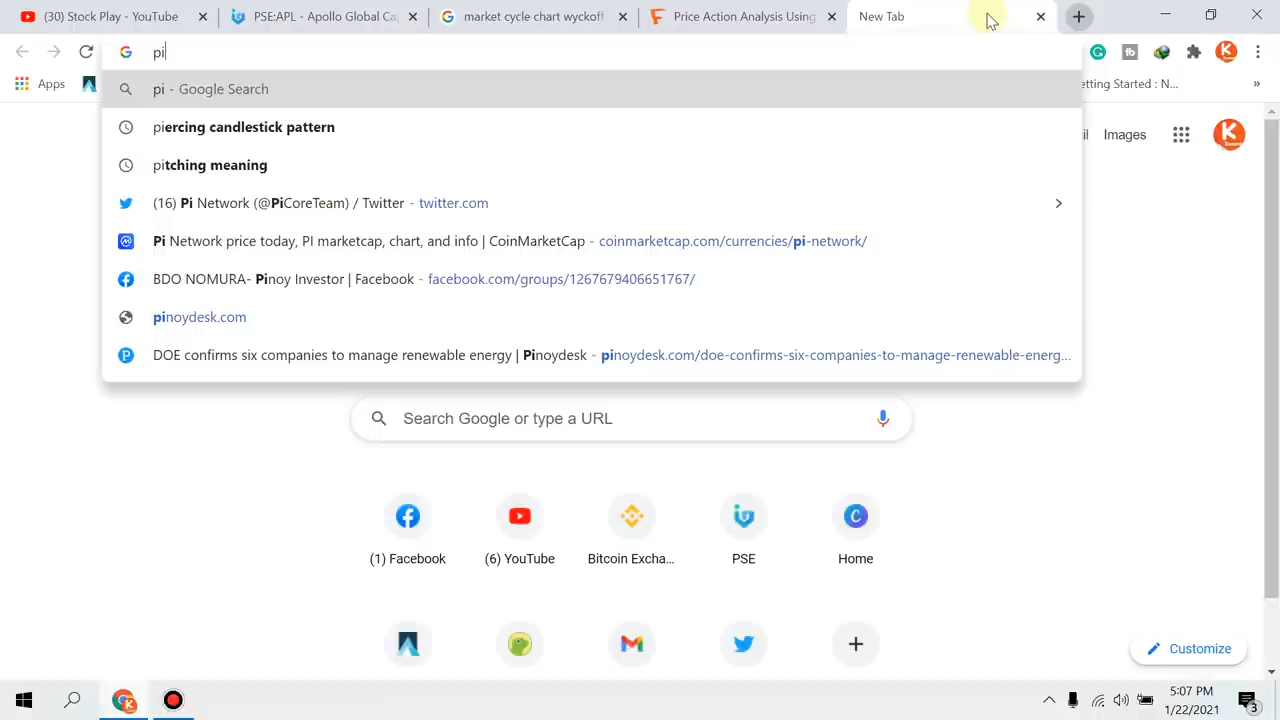 (30) Stock Play - YouTube
PSE:APL - Apollo Global Ca
market cycle chart wyckoff
Price Action Analysis Using
New Tab
pi
Apps
etting Started : N...
»
pi - Google Search
piercing candlestick pattern
pitching meaning
(16) Pi Network (@PiCoreTeam) / Twitter - twitter.com
Pi Network price today, PI marketcap, chart, and info | CoinMarketCap - coinmarketcap.com/currencies/pi-network/
BDO NOMURA- Pinoy Investor | Facebook - facebook.com/groups/1267679406651767/
pinoydesk.com
DOE confirms six companies to manage renewable energy | Pinoydesk - pinoydesk.com/doe-confirms-six-companies-to-manage-renewable-energ...
il Images
Search Google or type a URL
(1) Facebook
(6) YouTube
Bitcoin Excha...
PSE
Home
Customize
5:07 PM
1/22/2021
3